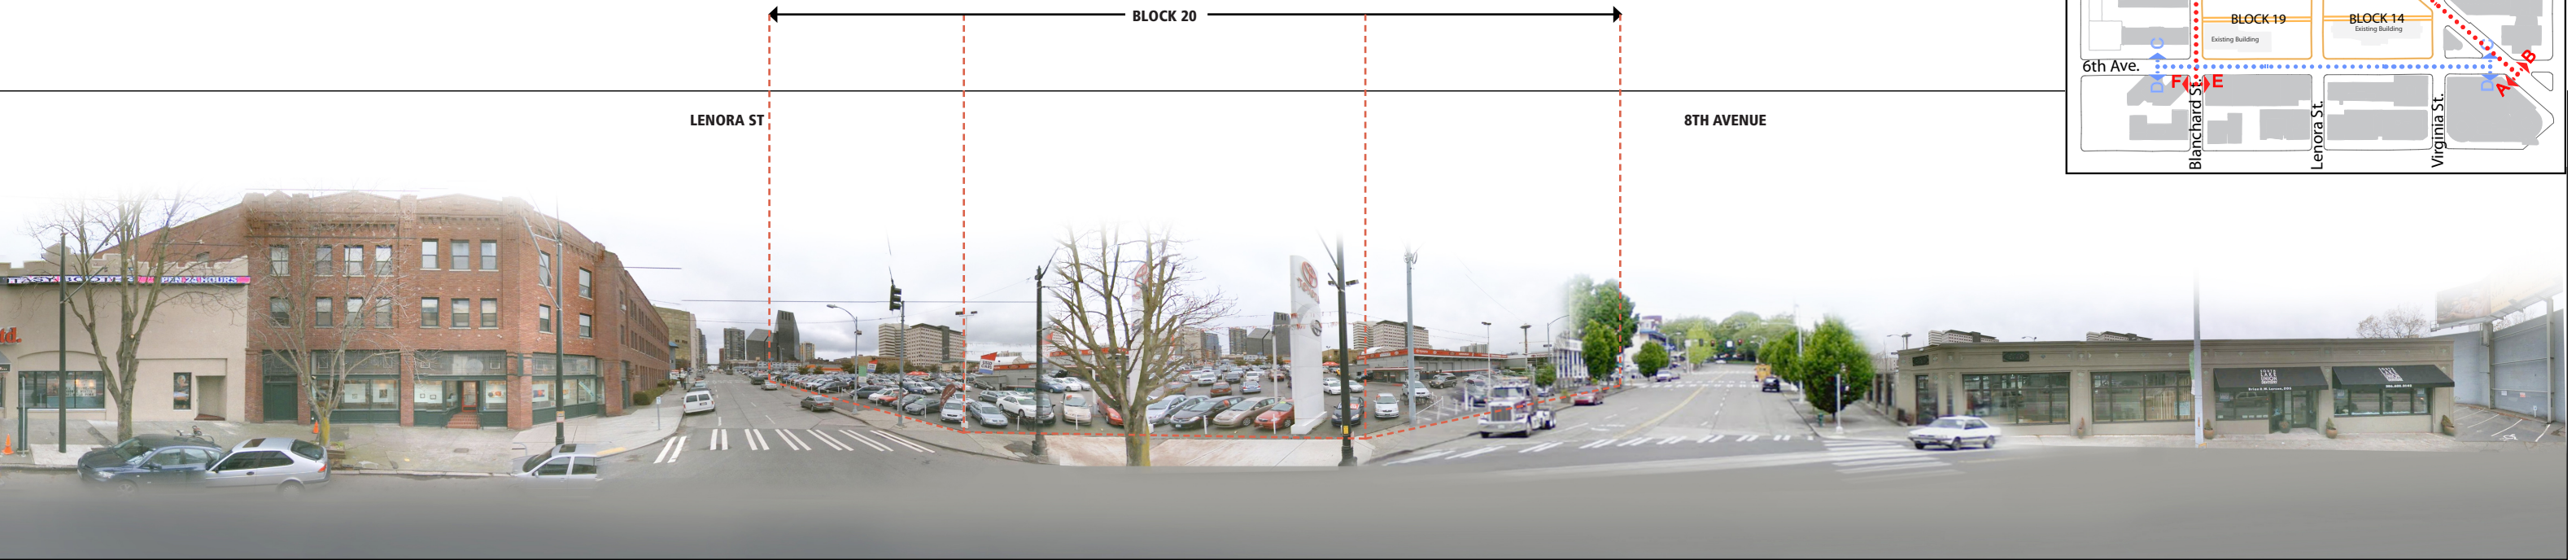 BLOCK 20
LENORA ST
8TH AVENUE
BLOCK 19
BLOCK 14
Existing Building
Existing Building
C
C
6th Ave.
D
F
E
D
A
B
Blanchard St.
Lenora St.
Virginia St.
OPEN 24 HOURS